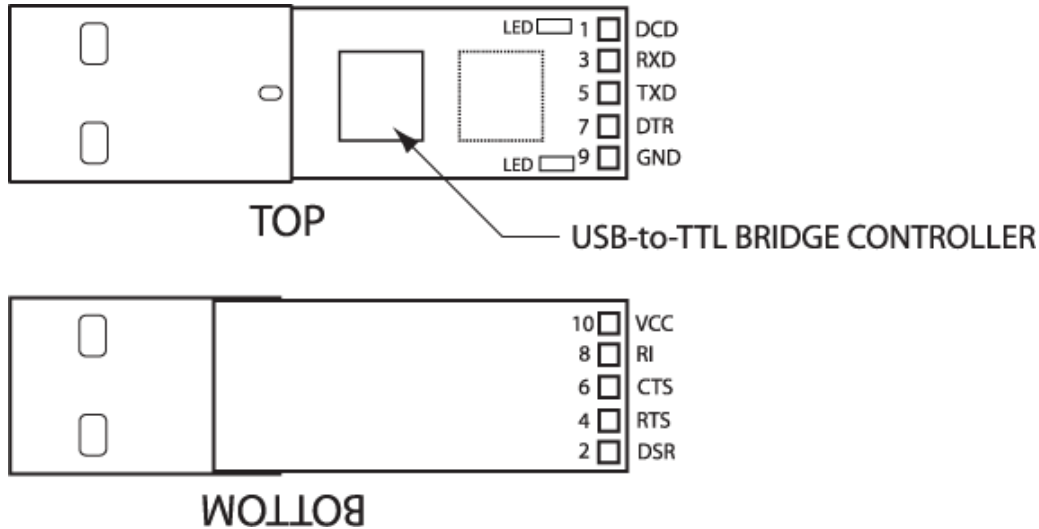 LED 1 DCD
3 RXD
5 TXD
7 DTR
LED 9 GND
TOP
USB-to-TTL BRIDGE CONTROLLER
10 VCC
8 RI
6 CTS
4 RTS
2 DSR
BOTTOM